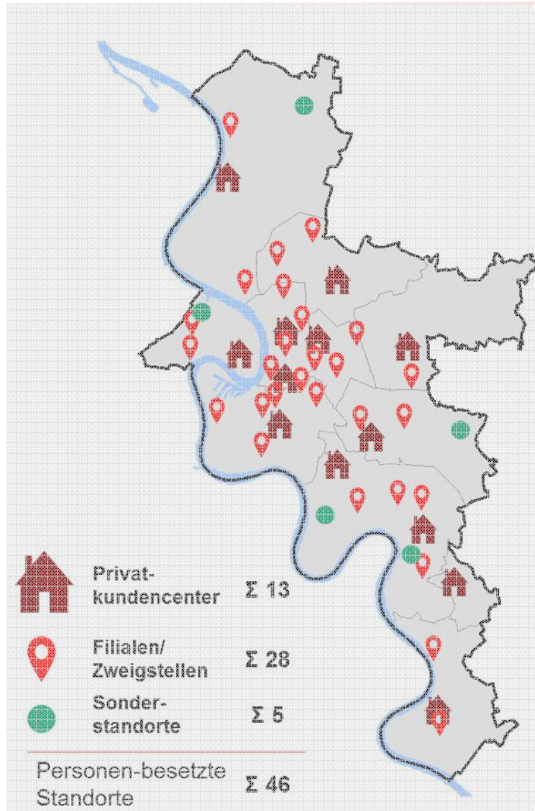 Privat-
kundencenter Σ 13
Filialen/
Zweigstellen Σ 28
Sonder-
standorte Σ 5
Personen-besetzte
Standorte Σ 46